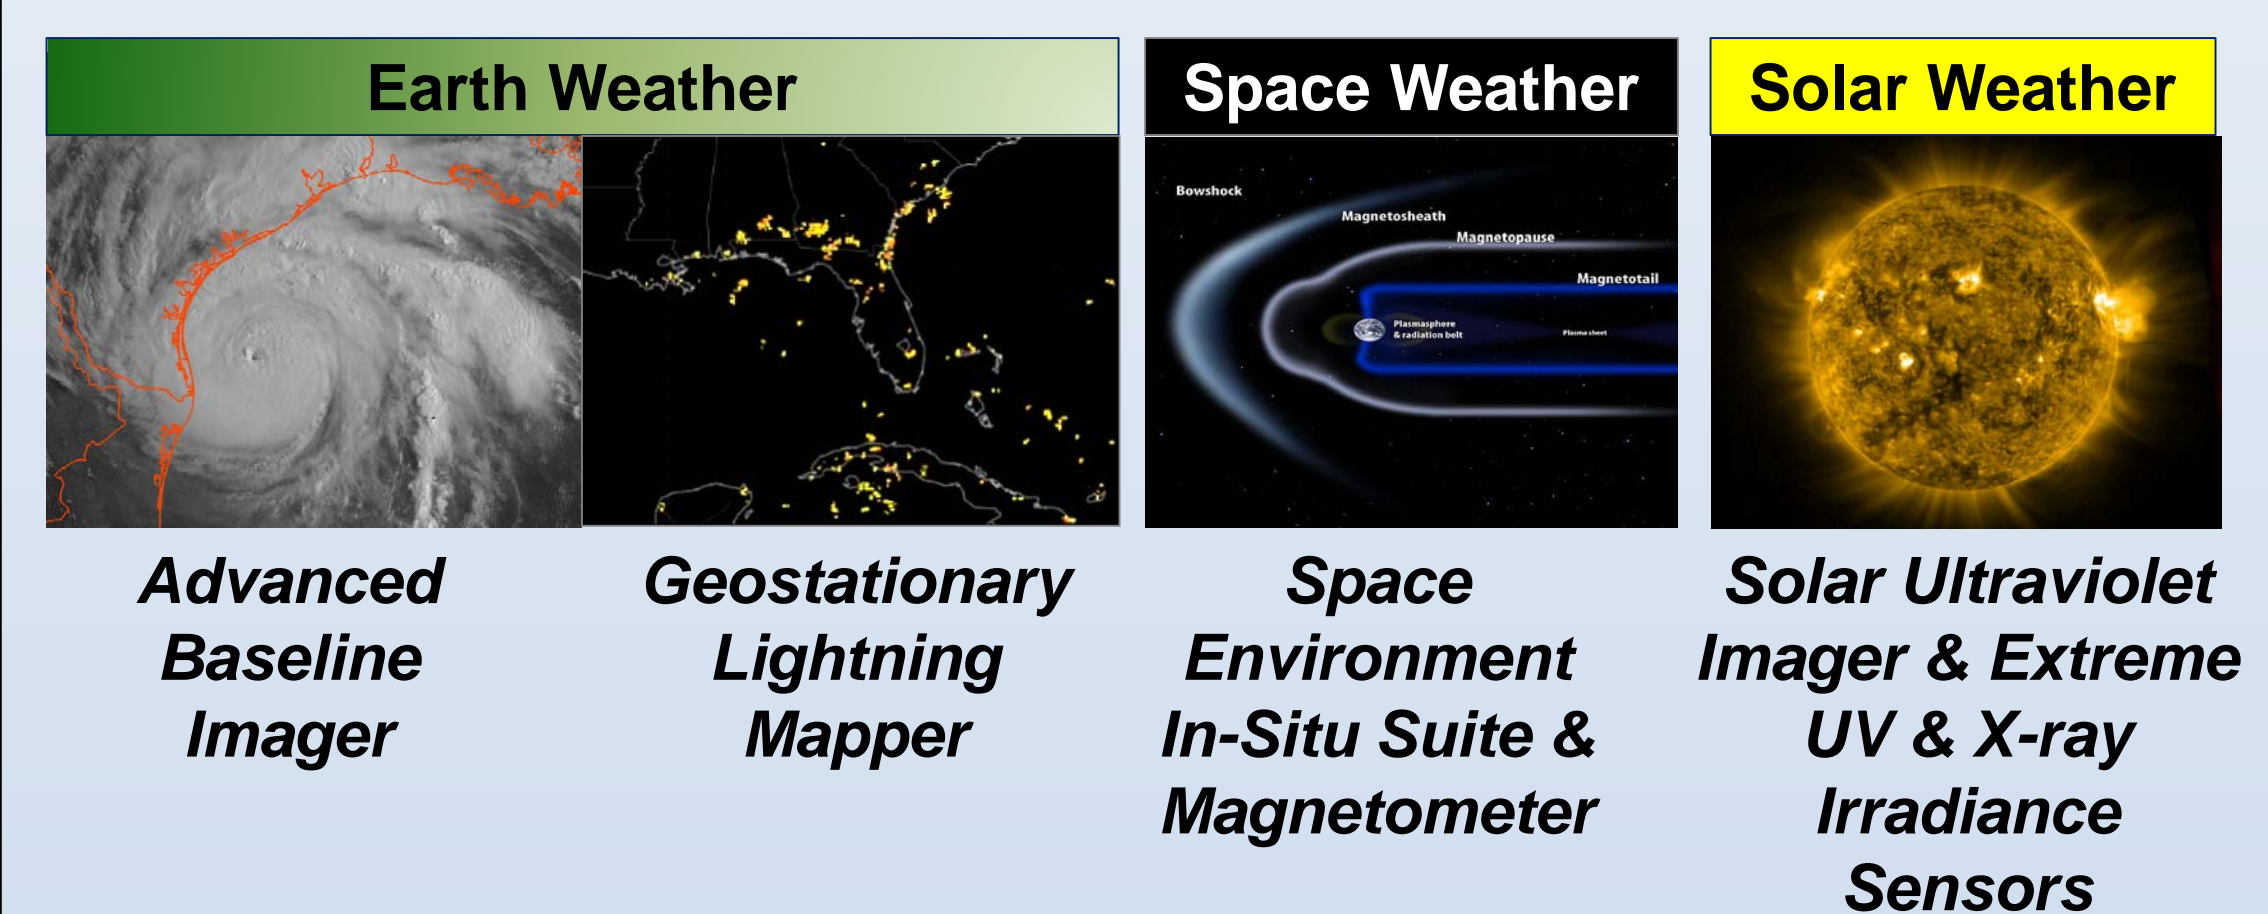 Earth Weather
Space Weather
Solar Weather
Bowshock
Magnetosheath
Magnetopause
Magnetotail
Plasmasphere
& radiation belt
Plasma sheet
Advanced
Baseline
Imager
Geostationary
Lightning
Mapper
Space
Environment
In-Situ Suite &
Magnetometer
Solar Ultraviolet
Imager & Extreme
UV & X-ray
Irradiance
Sensors